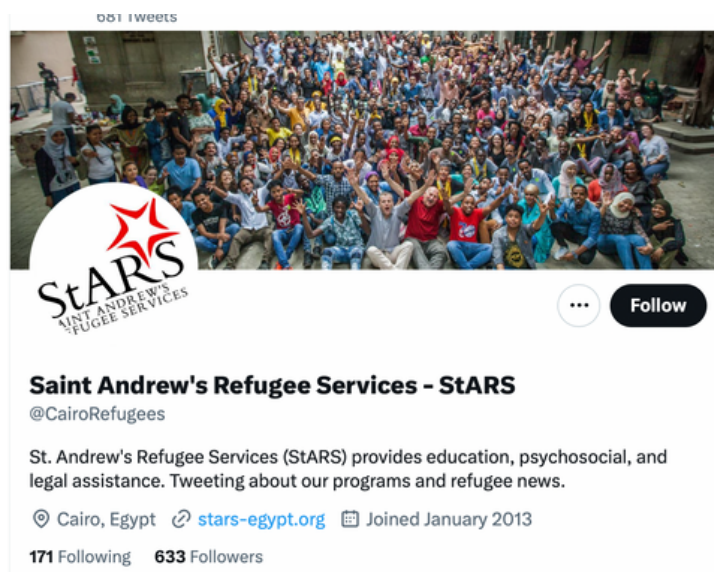 681 Tweets
StARS
SAINT ANDREW'S
REFUGEE SERVICES
Follow
Saint Andrew's Refugee Services - StARS
@CairoRefugees
St. Andrew's Refugee Services (StARS) provides education, psychosocial, and
legal assistance. Tweeting about our programs and refugee news.
Cairo, Egypt stars-egypt.org Joined January 2013
171 Following 633 Followers